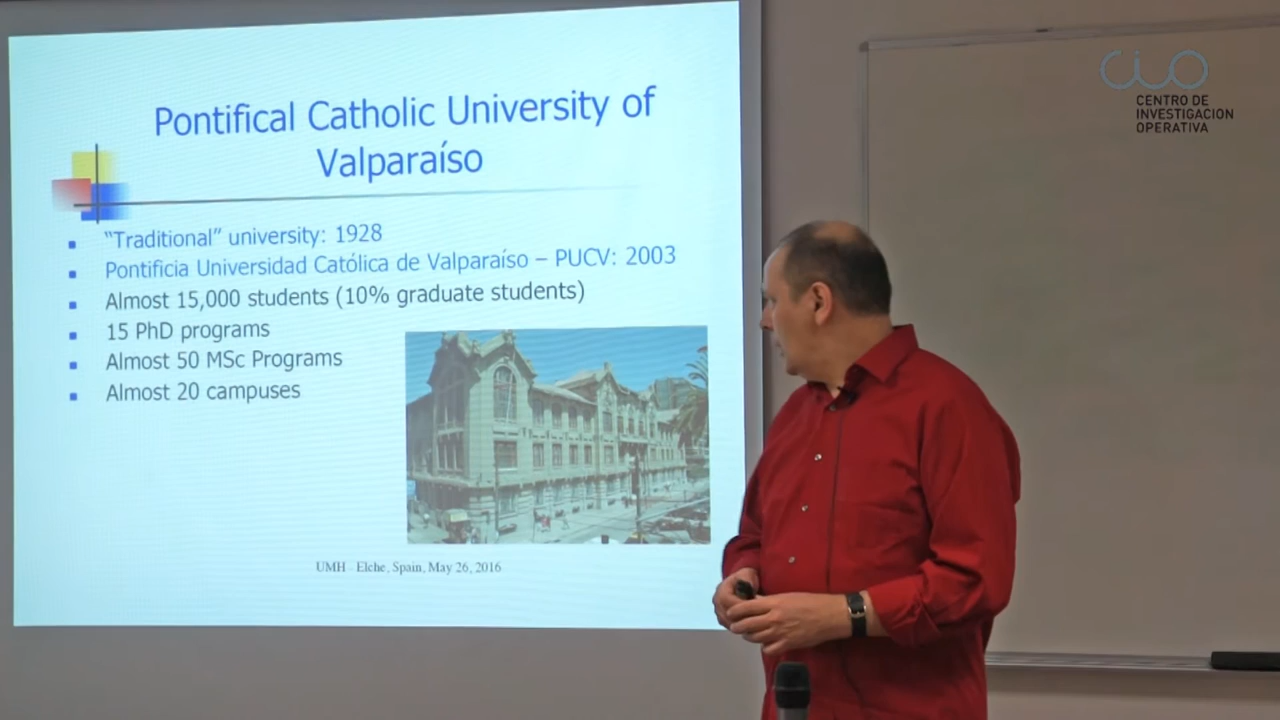 Pontifical Catholic University of
Valparaíso
“Traditional” university: 1928
Pontificia Universidad Católica de Valparaíso – PUCV: 2003
Almost 15,000 students (10% graduate students)
15 PhD programs
Almost 50 MSc Programs
Almost 20 campuses
UMH - Elche, Spain, May 26, 2016
CIO
CENTRO DE
INVESTIGACION
OPERATIVA